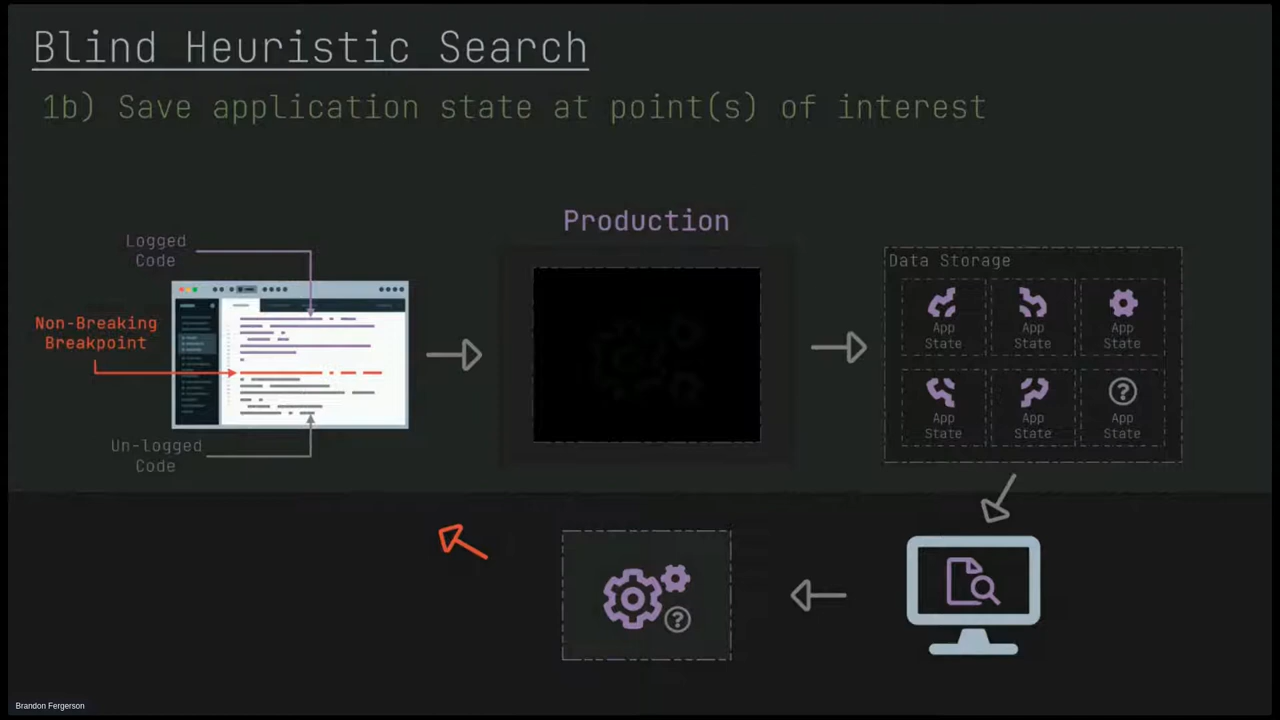 Blind Heuristic Search
1b) Save application state at point(s) of interest
Production
Logged
Code
Non-Breaking
Breakpoint
Un-logged
Code
Data Storage
App
State
App
State
App
State
App
State
App
State
?
App
State
?
Brandon Fergerson